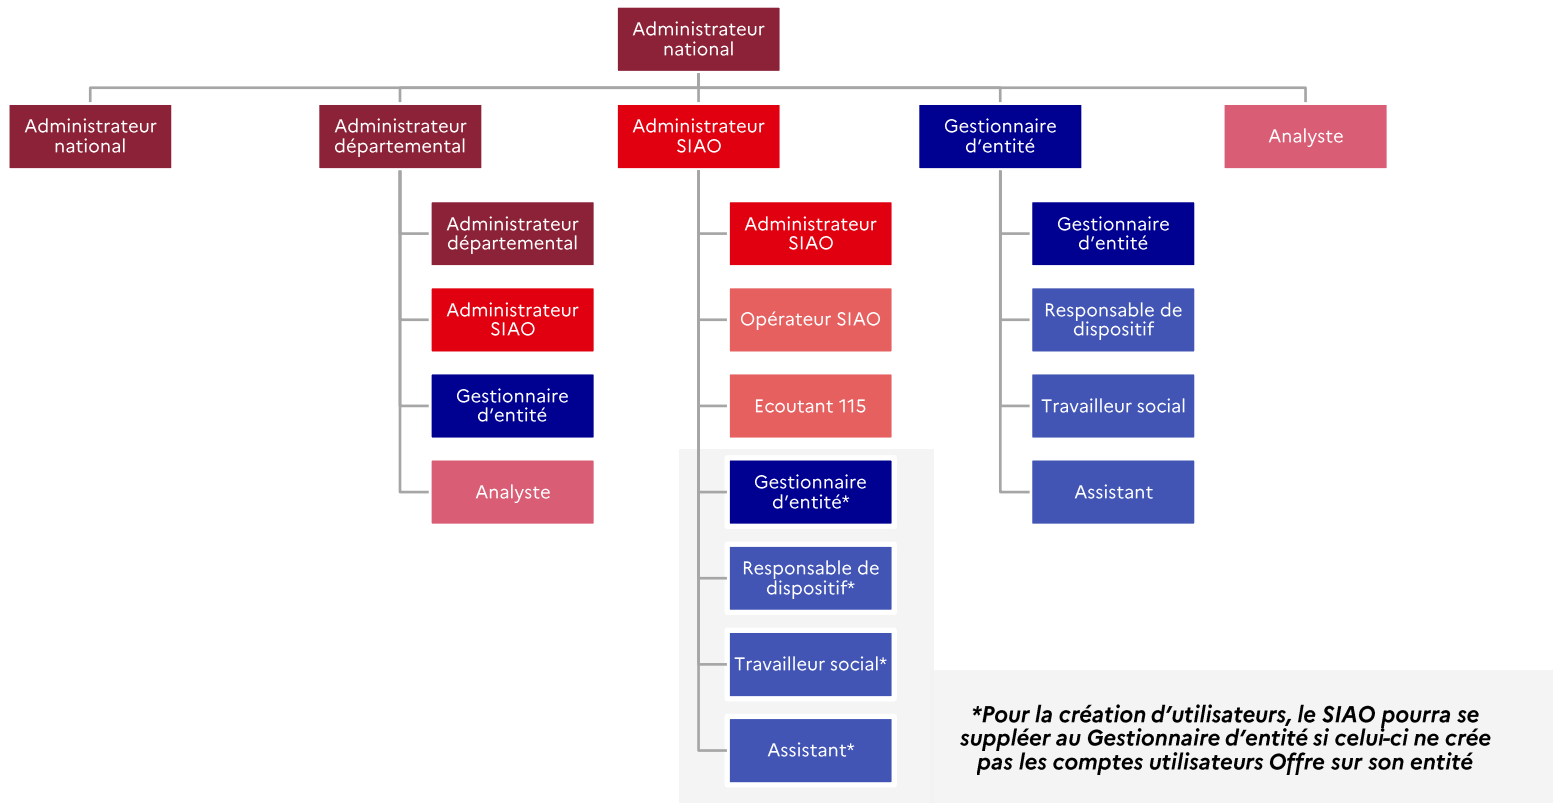 Administrateur
national
Administrateur
national
Administrateur
départemental
Administrateur
SIAO
Gestionnaire
d'entité
Analyste
Administrateur
départemental
Administrateur
SIAO
Gestionnaire
d'entité
Analyste
Administrateur
SIAO
Opérateur SIAO
Ecoutant 115
Gestionnaire
d'entité*
Responsable de
dispositif*
Travailleur social*
Assistant*
Gestionnaire
d'entité
Responsable de
dispositif
Travailleur social
Assistant
*Pour la création d'utilisateurs, le SIAO pourra se
suppléer au Gestionnaire d'entité si celui-ci ne crée
pas les comptes utilisateurs Offre sur son entité